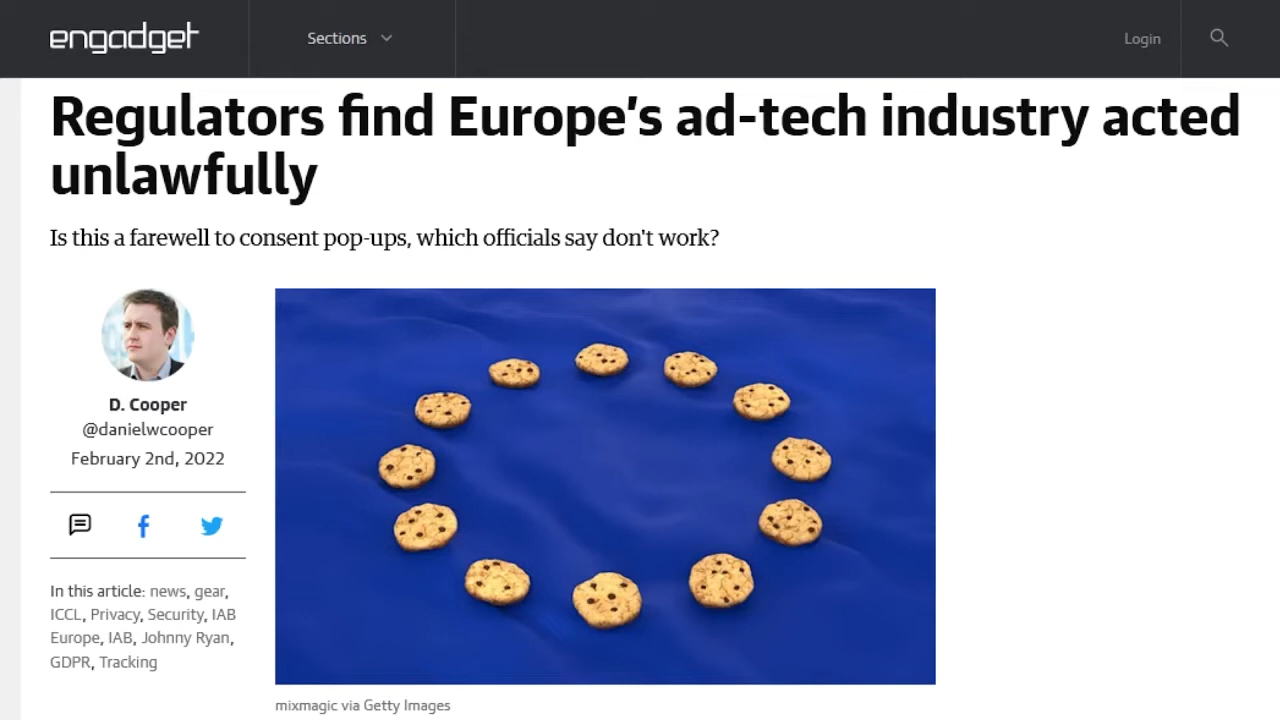 engadget
Sections
Login
Regulators find Europe's ad-tech industry acted
unlawfully
Is this a farewell to consent pop-ups, which officials say don't work?
D. Cooper
@danielwcooper
February 2nd, 2022
In this article: news, gear,
ICCL, Privacy, Security, IAB
Europe, IAB, Johnny Ryan,
GDPR, Tracking
mixmagic via Getty Images